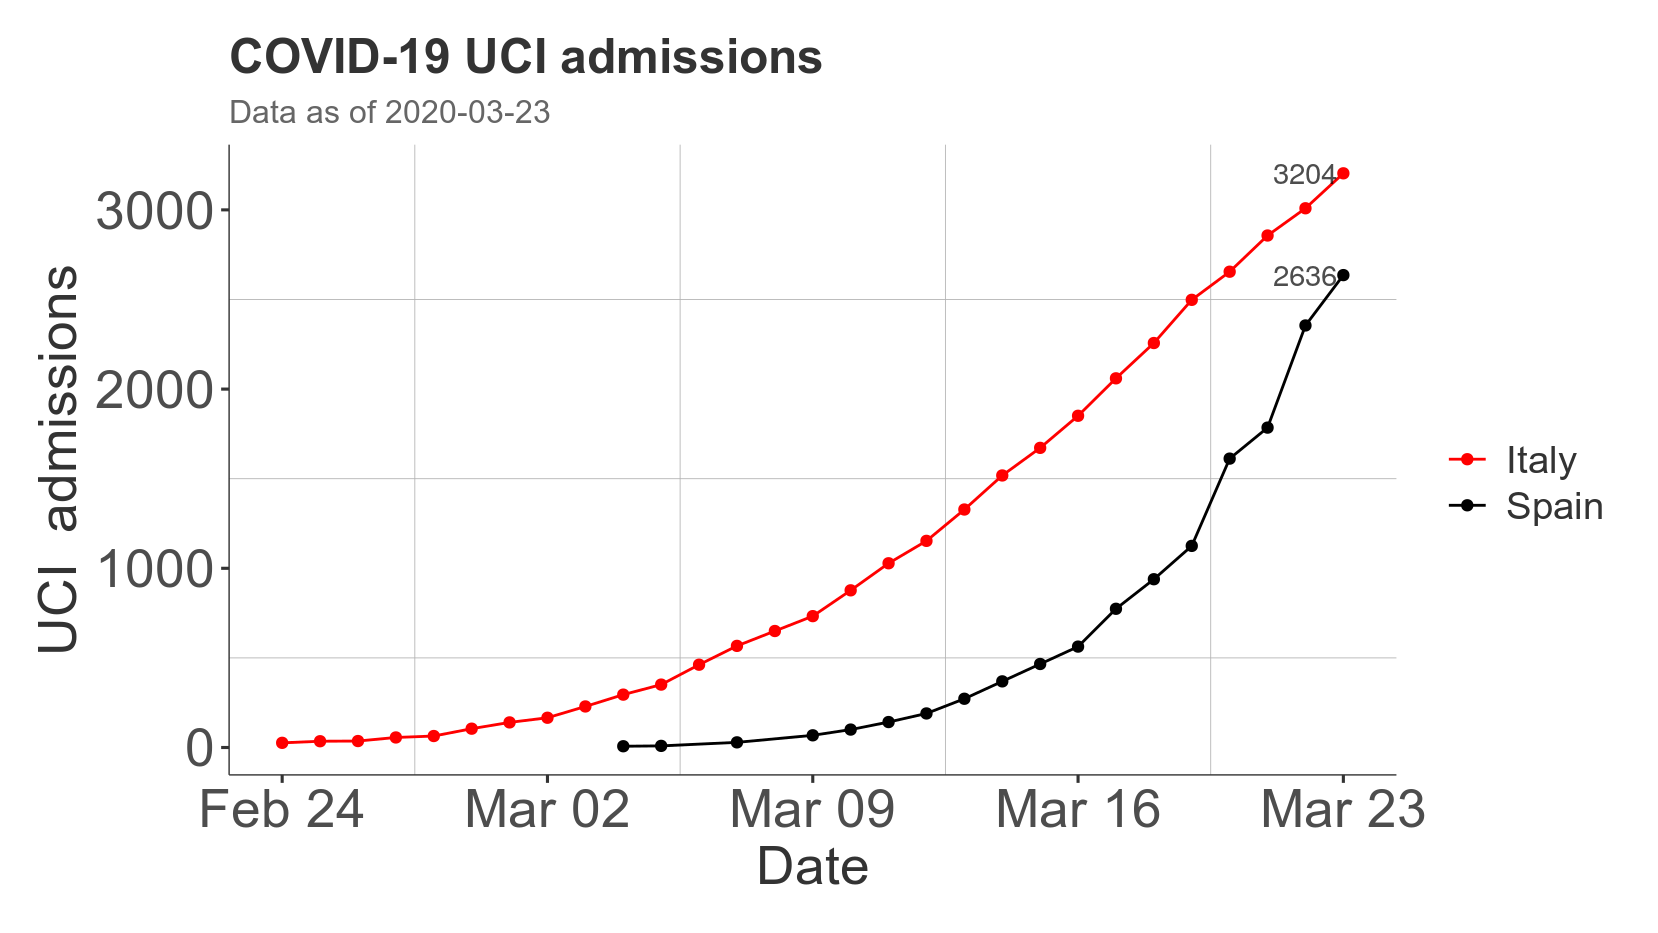 COVID-19 UCI admissions
Data as of 2020-03-23
3204
3000
2636
2000
1000
0
UCI admissions
Italy
Spain
Feb 24 Mar 02 Mar 09 Mar 16 Mar 23
Date